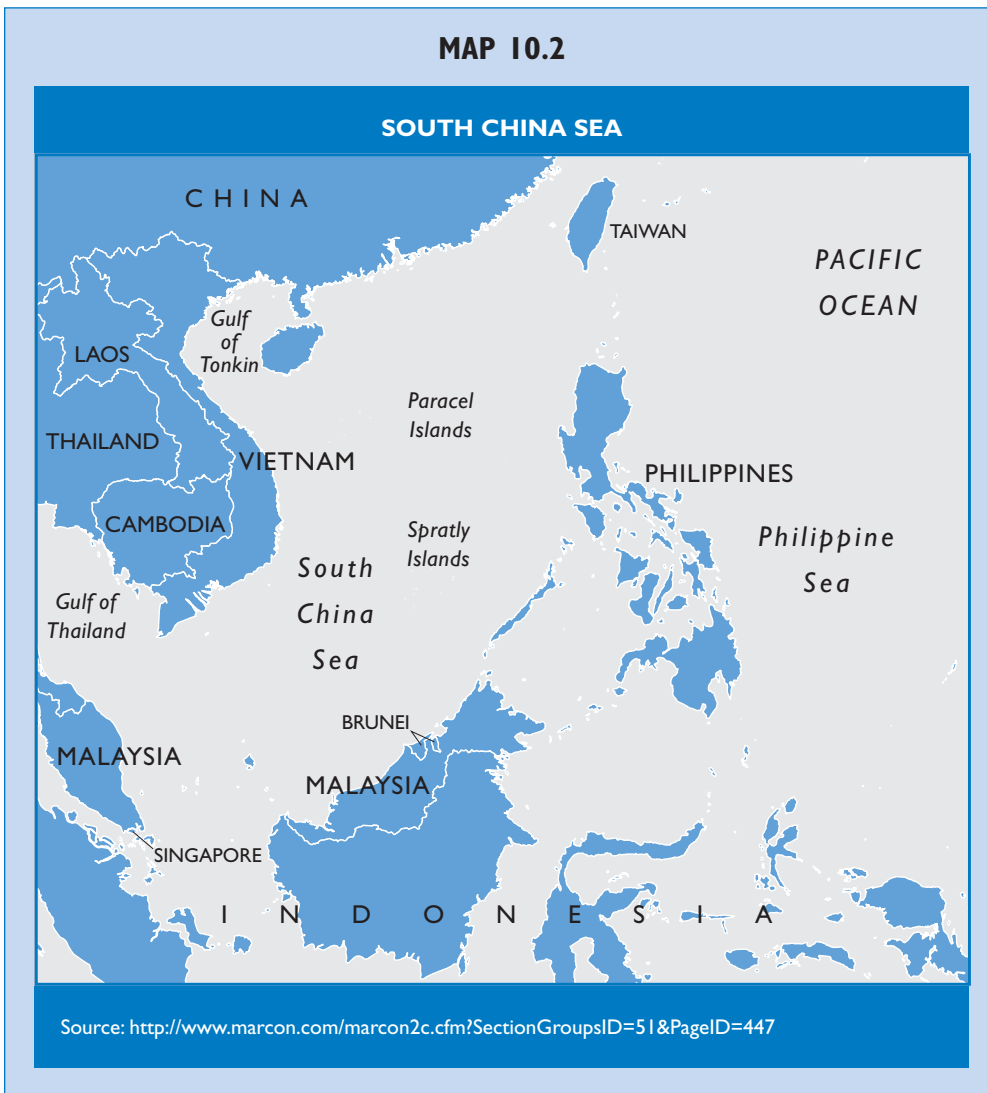 MAP 10.2
SOUTH CHINA SEA
CHINA
TAIWAN
PACIFIC
OCEAN
Gulf
of
Tonkin
LAOS
Paracel
Islands
THAILAND
VIETNAM
PHILIPPINES
CAMBODIA
Spratly
Islands
Philippine
Sea
South
China
Sea
Gulf of
Thailand
BRUNEI
MALAYSIA
MALAYSIA
SINGAPORE
INDONESIA
Source: http://www.marcon.com/marcon2c.cfm?SectionGroupsID=51&PageID=447